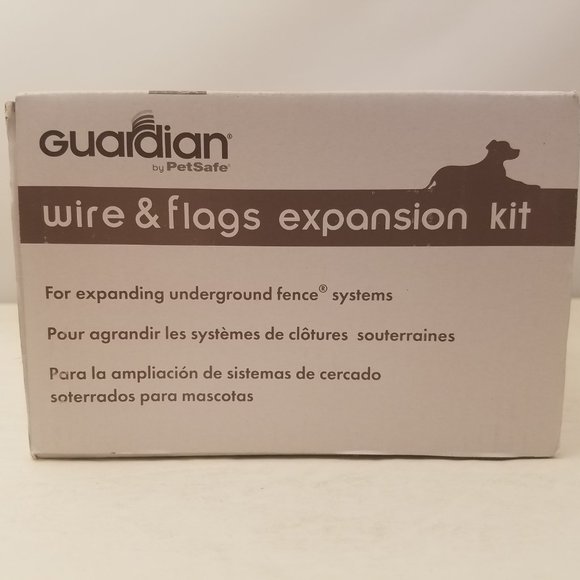 Guardian®
by PetSafe®
wire & flags expansion kit
For expanding underground fence® systems
Pour agrandir les systèmes de clôtures souterraines
Para la ampliación de sistemas de cercado
soterrados para mascotas